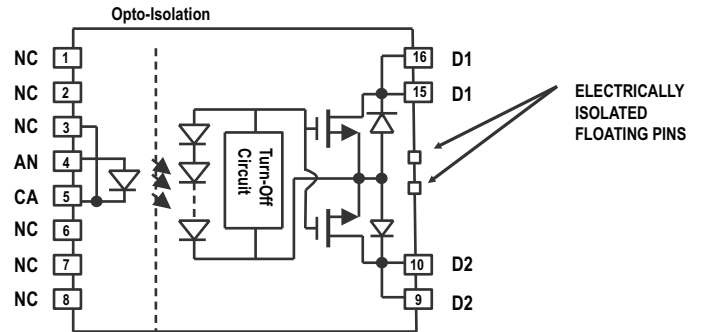 Opto-Isolation
NC 1
NC 2
NC 3
AN 4
CA 5
NC 6
NC 7
NC 8
Turn-Off
Circuit
16 D1
15 D1
10 D2
9 D2
ELECTRICALLY
ISOLATED
FLOATING PINS